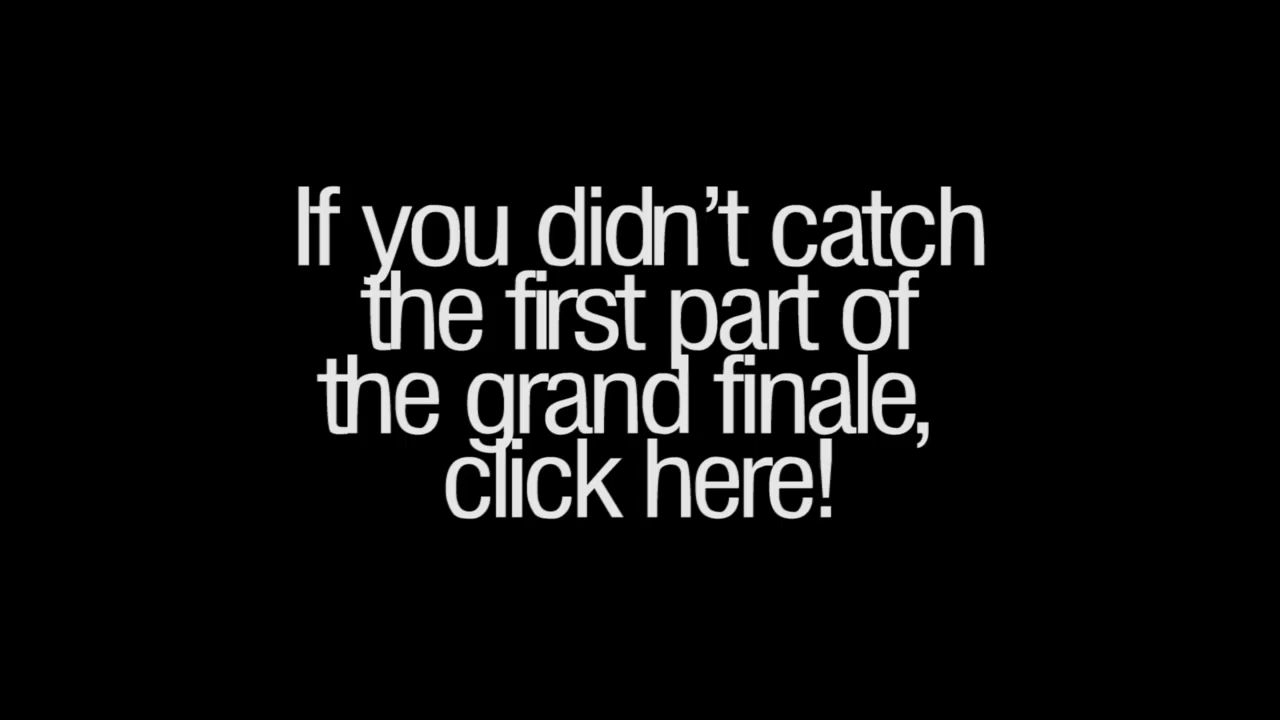 If you didn’t catch
the first part of
the grand finale,
click here!